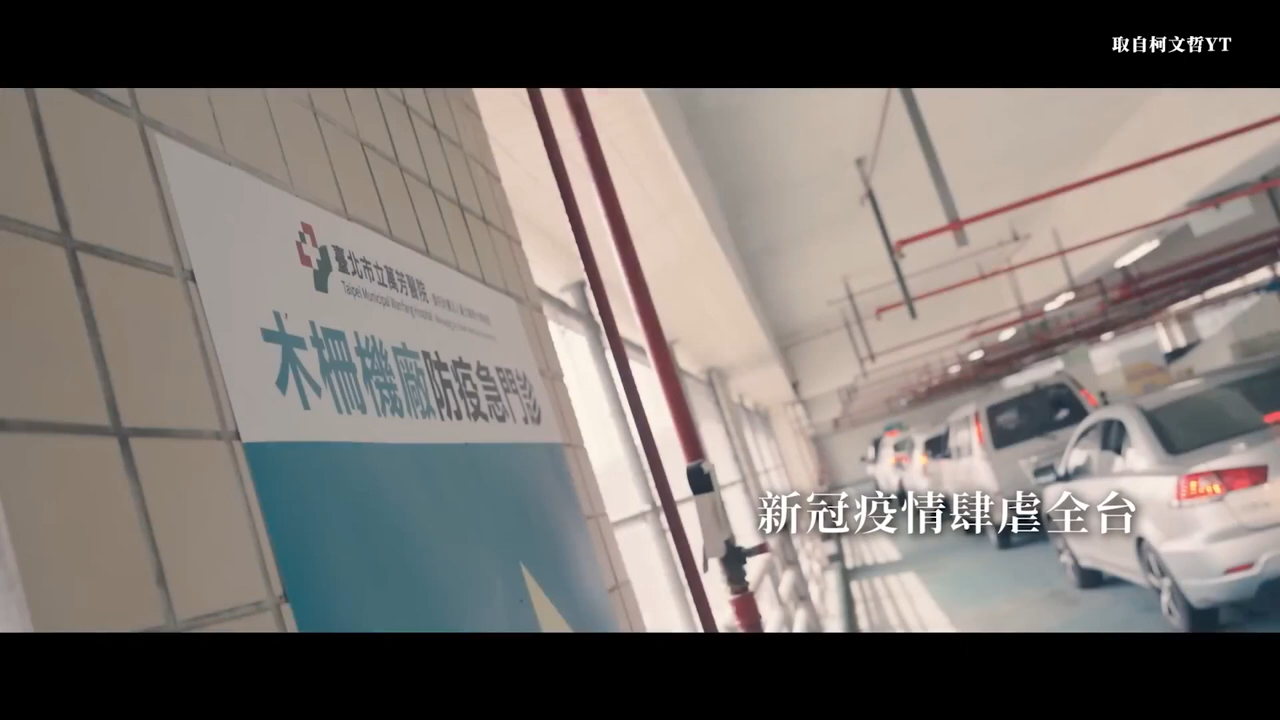 取自柯文哲YT
臺北市立萬芳醫院
Taipei Municipal Wanfang Hospital
木柵機廠防疫急門診
新冠疫情肆虐全台